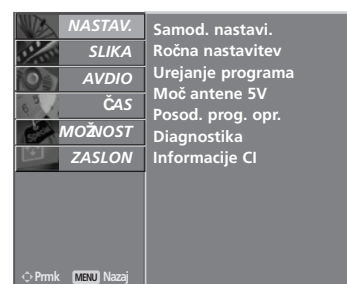 NASTAV.
SLIKA
AVDIO
ČAS
MOŽNOST
ZASLON
Samod. nastavi.
Ročna nastavitev
Urejanje programa
Moč antene 5V
Posod. prog. opr.
Diagnostika
Informacije CI
Prmk MENU Nazaj